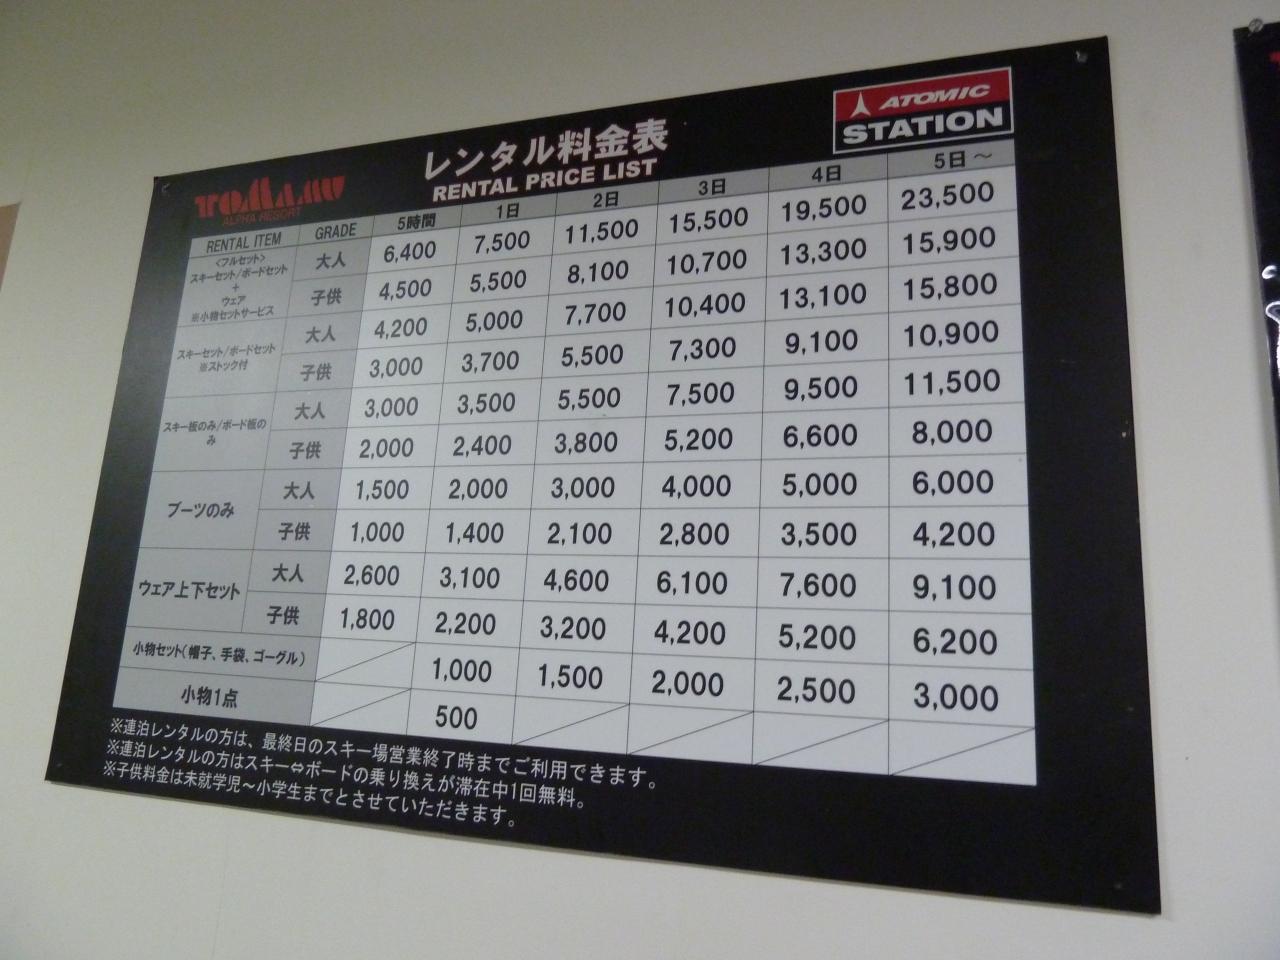 TOMAMU
ALPHA RESORT
レンタル料金表
RENTAL PRICE LIST
ATOMIC
STATION
RENTAL ITEM GRADE 5時間 1日 2日 3日 4日 5日～
<フルセット>
スキーセット/ボードセット
+
ウェア
※小物セットサービス
大人 6,400 7,500 11,500 15,500 19,500 23,500
子供 4,500 5,500 8,100 10,700 13,300 15,900
スキーセット/ボードセット
※ストック付
大人 4,200 5,000 7,700 10,400 13,100 15,800
子供 3,000 3,700 5,500 7,300 9,100 10,900
スキー板のみ/ボード板の
み
大人 3,000 3,500 5,500 7,500 9,500 11,500
子供 2,000 2,400 3,800 5,200 6,600 8,000
ブーツのみ
大人 1,500 2,000 3,000 4,000 5,000 6,000
子供 1,000 1,400 2,100 2,800 3,500 4,200
ウェア上下セット
大人 2,600 3,100 4,600 6,100 7,600 9,100
子供 1,800 2,200 3,200 4,200 5,200 6,200
小物セット(帽子、手袋、ゴーグル) 1,000 1,500 2,000 2,500 3,000
小物1点 500
※連泊レンタルの方は、最終日のスキー場営業終了時までご利用できます。
※連泊レンタルの方はスキー⇔ボードの乗り換えが滞在中1回無料。
※子供料金は未就学児～小学生までとさせていただきます。